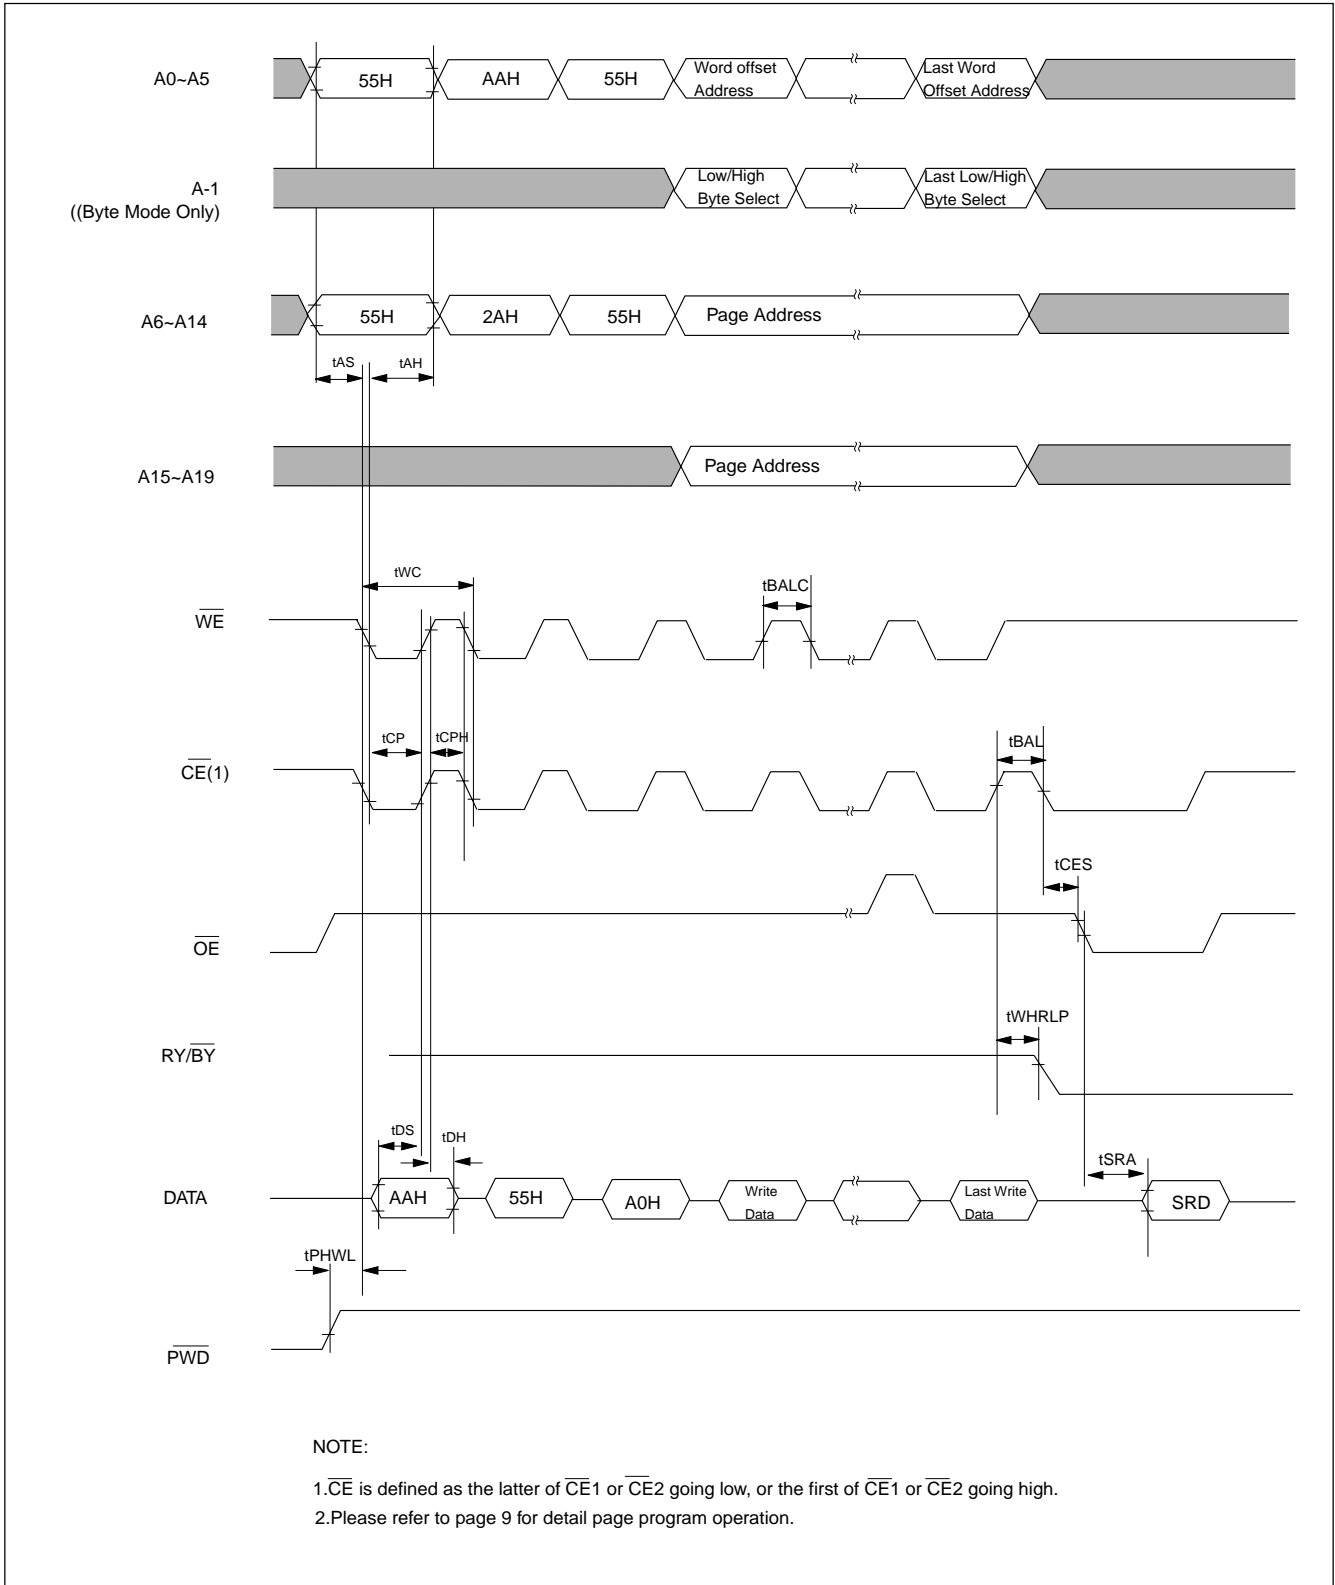 A0~A5
55H
AAH
55H
Word offset
Address
Last Word
Offset Address
A-1
((Byte Mode Only)
Low/High
Byte Select
Last Low/High
Byte Select
A6~A14
55H
2AH
55H
Page Address
tAS
tAH
A15~A19
Page Address
tWC
tBALC
WE
tCP
tCPH
tBAL
CE(1)
tCES
OE
tWHRLP
RY/BY
tDS
tDH
tSRA
DATA
AAH
55H
A0H
Write
Data
Last Write
Data
SRD
tPHWL
PWD
NOTE:
1.CE is defined as the latter of CE1 or CE2 going low, or the first of CE1 or CE2 going high.
2.Please refer to page 9 for detail page program operation.